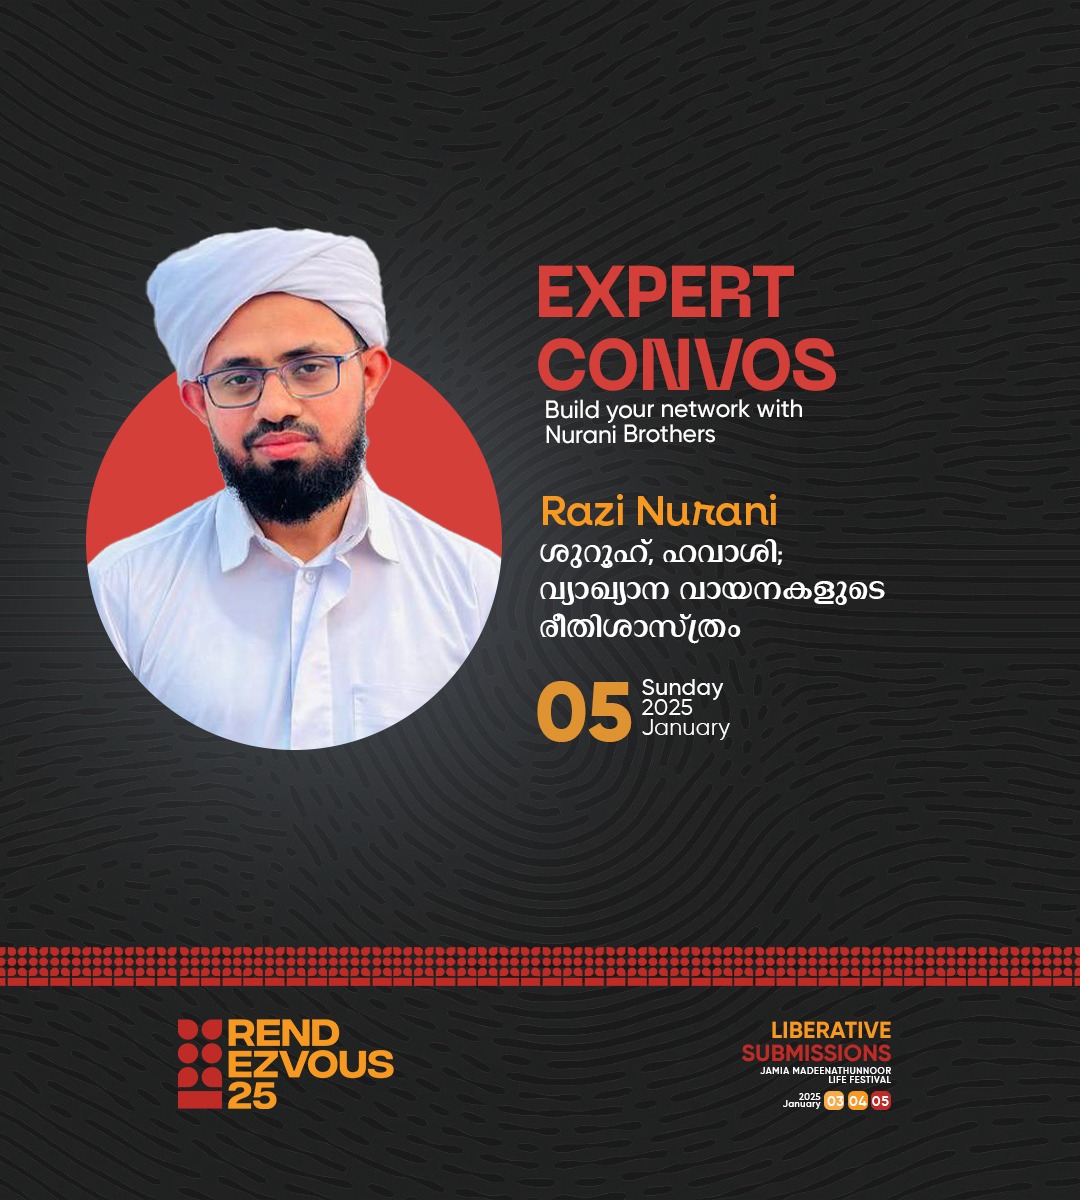 EXPERT
CONVOS
Build your network with
Nurani Brothers
Razi Nurani
ശുറൂഹ്, ഹവാശി;
വ്യാഖ്യാന വായനകളുടെ
രീതിശാസ്ത്രം
05
Sunday
2025
January
REND
EZVOUS
25
LIBERATIVE
SUBMISSIONS
JAMIA MADEENATHUNNOOR
LIFE FESTIVAL
2025
January 03 04 05